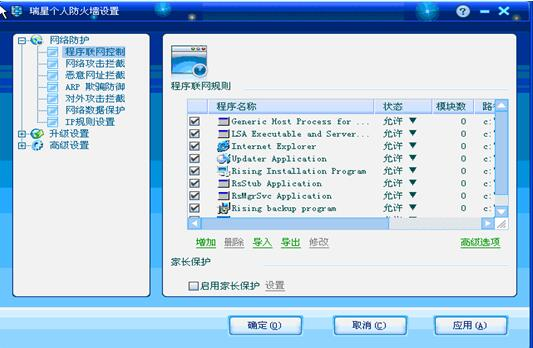 瑞星个人防火墙设置
网络防护
程序联网控制
网络攻击拦截
恶意网址拦截
ARP 欺骗防御
对外攻击拦截
网络数据保护
IP规则设置
升级设置
高级设置
程序联网规则
程序名称 状态 模块数 路
Generic Host Process for ... 允许 0 c:
LSA Executable and Server... 允许 0 c:
Internet Explorer 允许 0 c:
Updater Application 允许 0 c:
Rising Installation Program 允许 0 c:
RsStub Application 允许 0 c:
RsMgrSvc Application 允许 0 c:
Rising backup program 允许 0 c:
增加 删除 导入 导出 修改 高级选项
家长保护
启用家长保护 设置
确定(O) 取消(C) 应用(A)